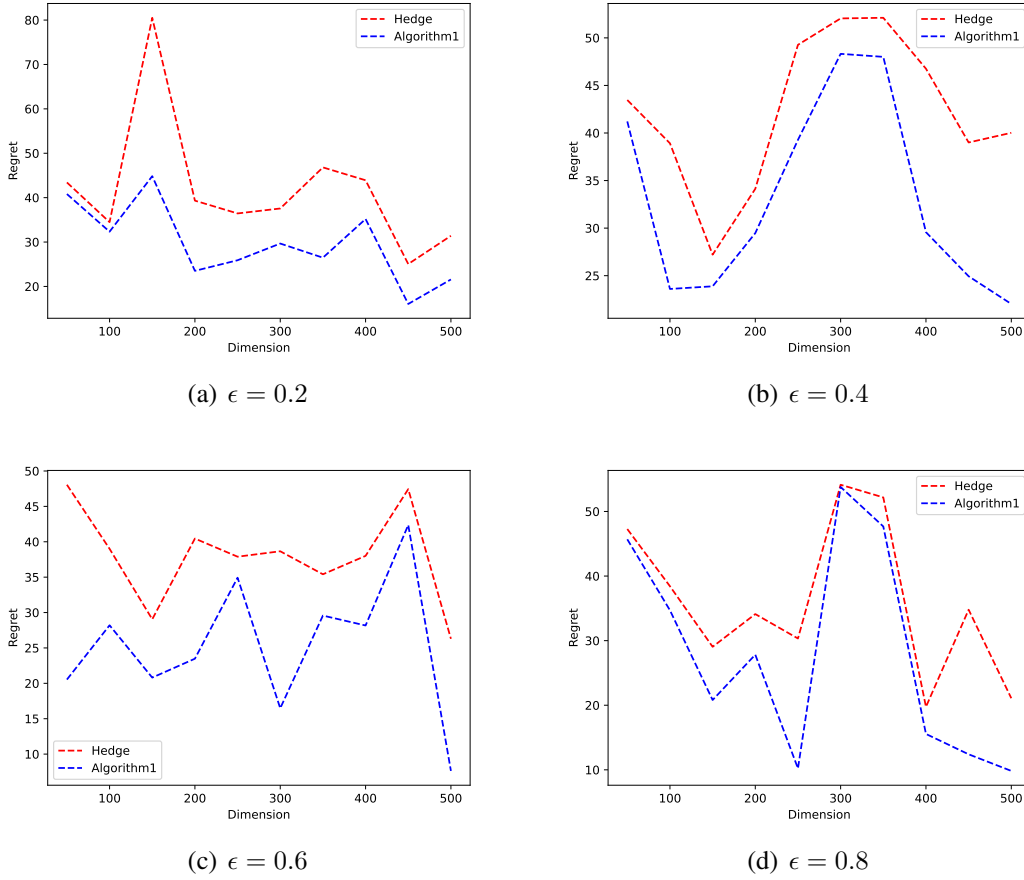 80
70
60
50
40
30
20
Regret
100 200 300 400 500
Dimension
Hedge
Algorithm1
(a) ϵ = 0.2
50
45
40
35
30
25
Regret
100 200 300 400 500
Dimension
Hedge
Algorithm1
(b) ϵ = 0.4
50
45
40
35
30
25
20
15
10
Regret
Hedge
Algorithm1
100 200 300 400 500
Dimension
(c) ϵ = 0.6
50
40
30
20
10
Regret
Hedge
Algorithm1
100 200 300 400 500
Dimension
(d) ϵ = 0.8